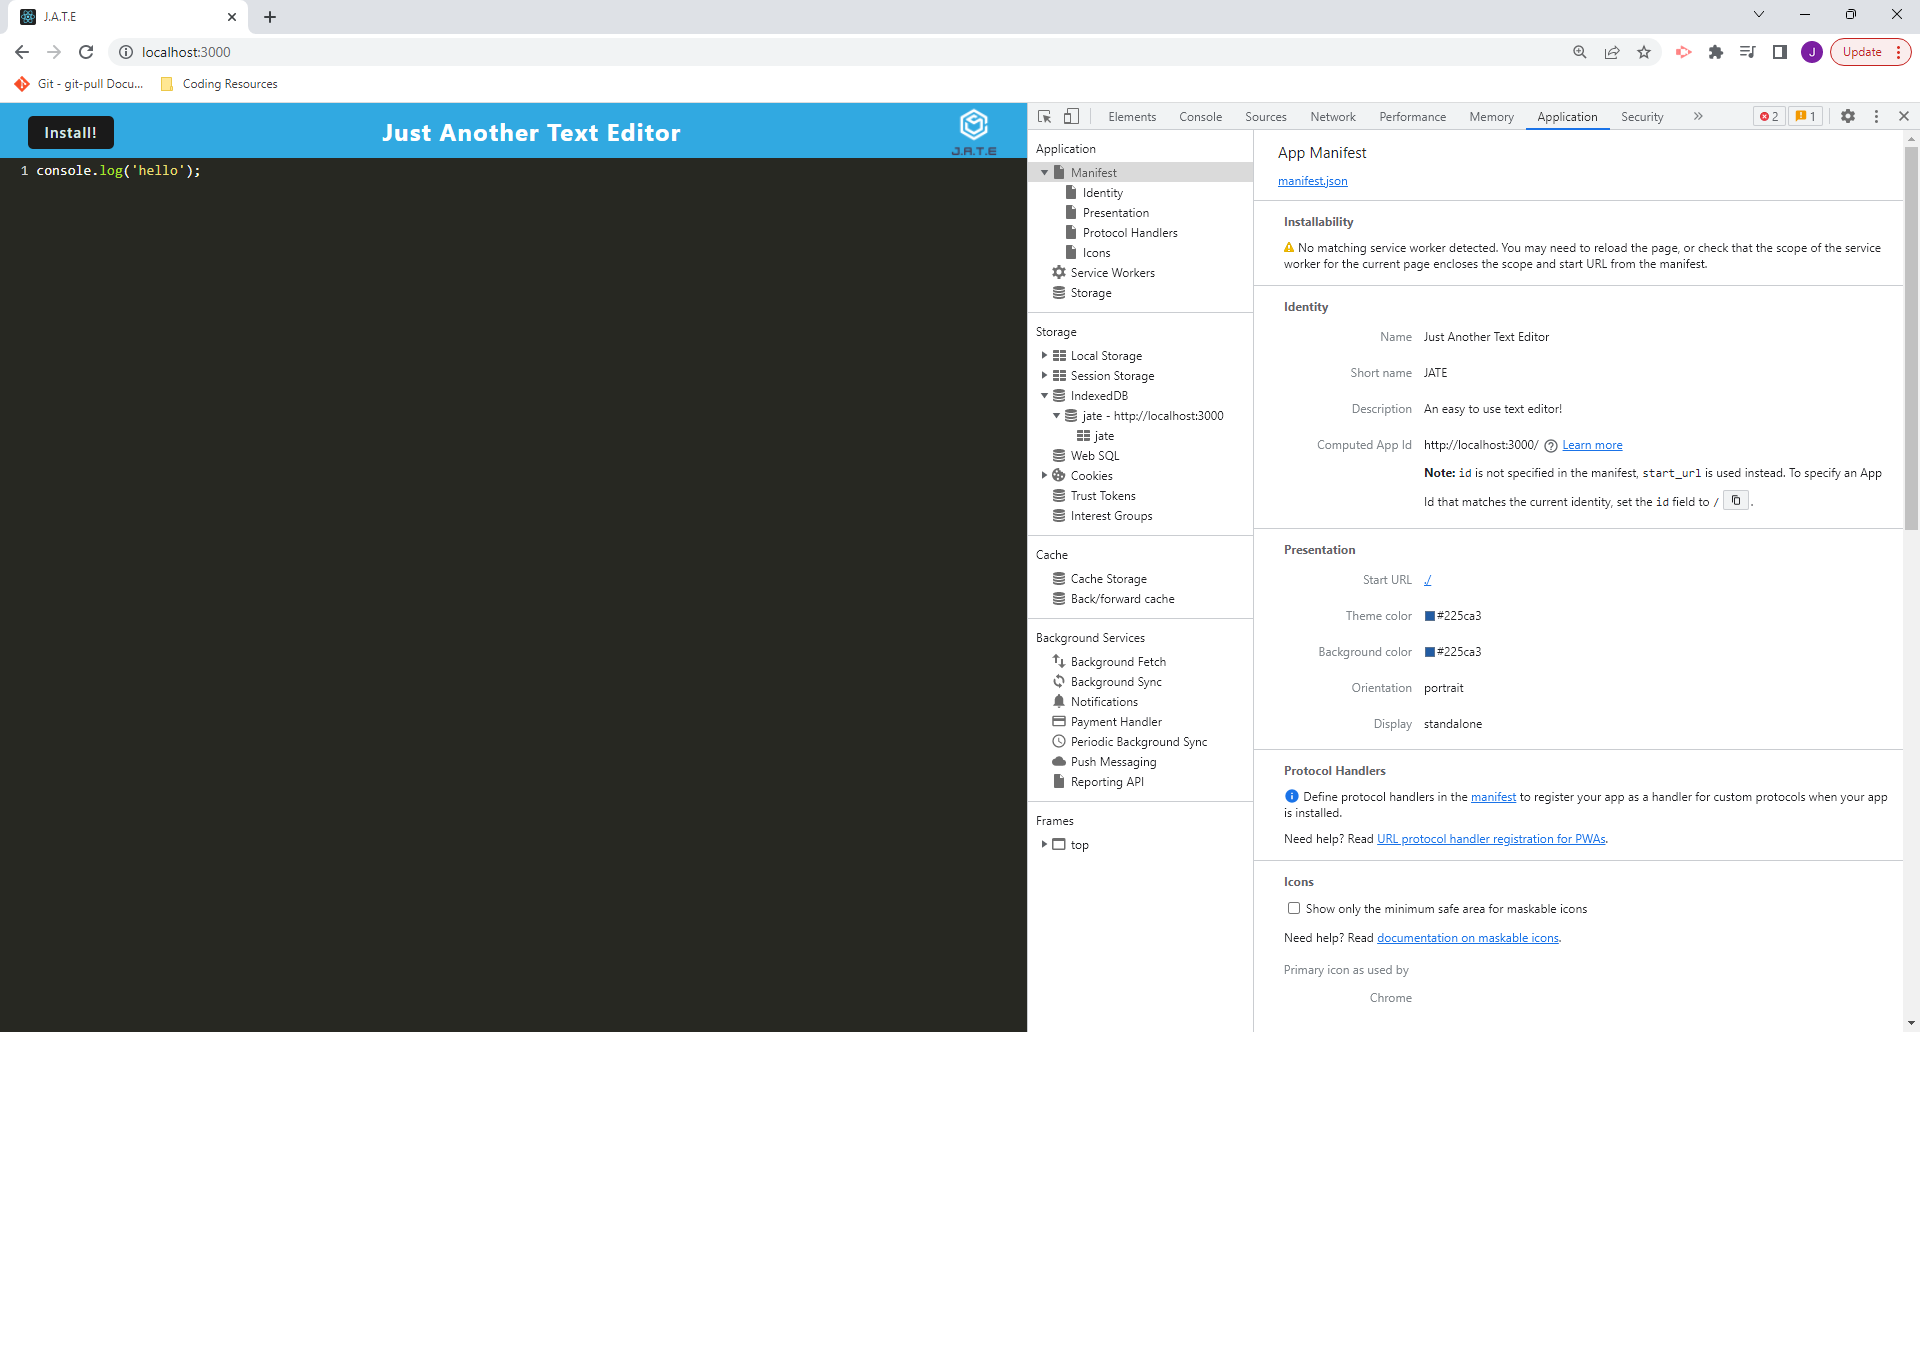 J.A.T.E
localhost:3000
J
Update
Git - git-pull Docu...
Coding Resources
Install!
Just Another Text Editor
J.A.T.E
1 console.log('hello');
Elements Console Sources Network Performance Memory Application Security » 2 1
Application
Manifest
Identity
Presentation
Protocol Handlers
Icons
Service Workers
Storage
Storage
Local Storage
Session Storage
IndexedDB
jate - http://localhost:3000
jate
Web SQL
Cookies
Trust Tokens
Interest Groups
Cache
Cache Storage
Back/forward cache
Background Services
Background Fetch
Background Sync
Notifications
Payment Handler
Periodic Background Sync
Push Messaging
Reporting API
Frames
top
App Manifest
manifest.json
Installability
No matching service worker detected. You may need to reload the page, or check that the scope of the service
worker for the current page encloses the scope and start URL from the manifest.
Identity
Name Just Another Text Editor
Short name JATE
Description An easy to use text editor!
Computed App Id http://localhost:3000/ Learn more
Note: id is not specified in the manifest, start_url is used instead. To specify an App
Id that matches the current identity, set the id field to / .
Presentation
Start URL ./
Theme color #225ca3
Background color #225ca3
Orientation portrait
Display standalone
Protocol Handlers
Define protocol handlers in the manifest to register your app as a handler for custom protocols when your app
is installed.
Need help? Read URL protocol handler registration for PWAs.
Icons
Show only the minimum safe area for maskable icons
Need help? Read documentation on maskable icons.
Primary icon as used by
Chrome